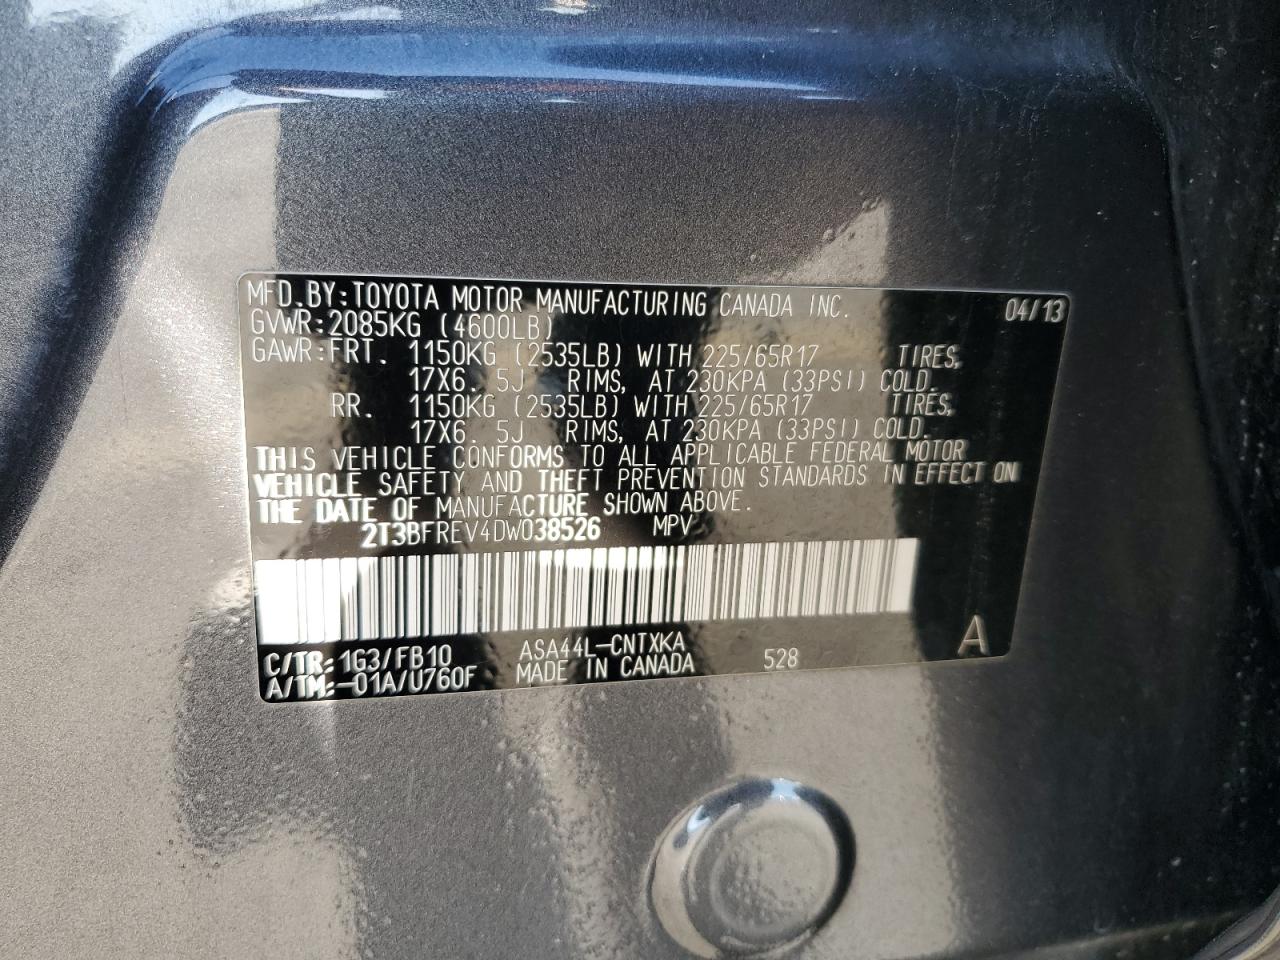 MFD.BY:TOYOTA MOTOR MANUFACTURING CANADA INC. 04/13
GVWR:2085KG (4600LB)
GAWR:FRT. 1150KG (2535LB) WITH 225/65R17 TIRES,
17X6. 5J RIMS, AT 230KPA (33PSI) COLD.
RR. 1150KG (2535LB) WITH 225/65R17 TIRES,
17X6. 5J RIMS, AT 230KPA (33PSI) COLD.
THIS VEHICLE CONFORMS TO ALL APPLICABLE FEDERAL MOTOR
VEHICLE SAFETY AND THEFT PREVENTION STANDARDS IN EFFECT ON
THE DATE OF MANUFACTURE SHOWN ABOVE.
2T3BFREV4DW038526 MPV
C/TR:1G3/FB10 ASA44L-CNTXKA 528 A
A/TM:-01A/U760F MADE IN CANADA